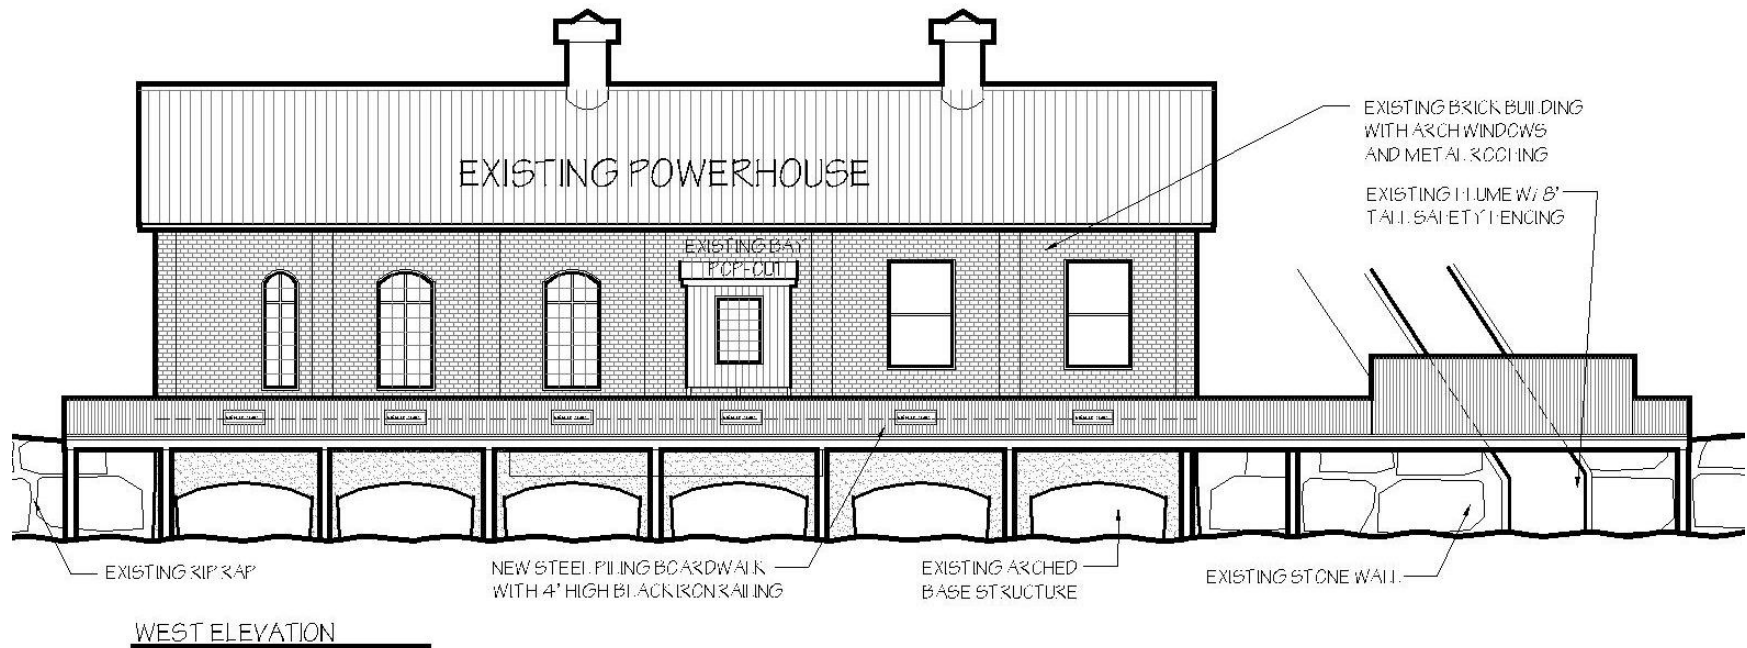 EXISTING POWERHOUSE
EXISTING BRICK BUILDING
WITH ARCH WINDOWS
AND METAL ROOFING
EXISTING FLUME W/ 8'
TALL SAFETY FENCING
EXISTING BAY
POP-OUT
EXISTING RIP RAP
NEW STEEL PILING BOARDWALK
WITH 4' HIGH BLACK IRON RAILING
EXISTING ARCHED
BASE STRUCTURE
EXISTING STONE WALL
WEST ELEVATION